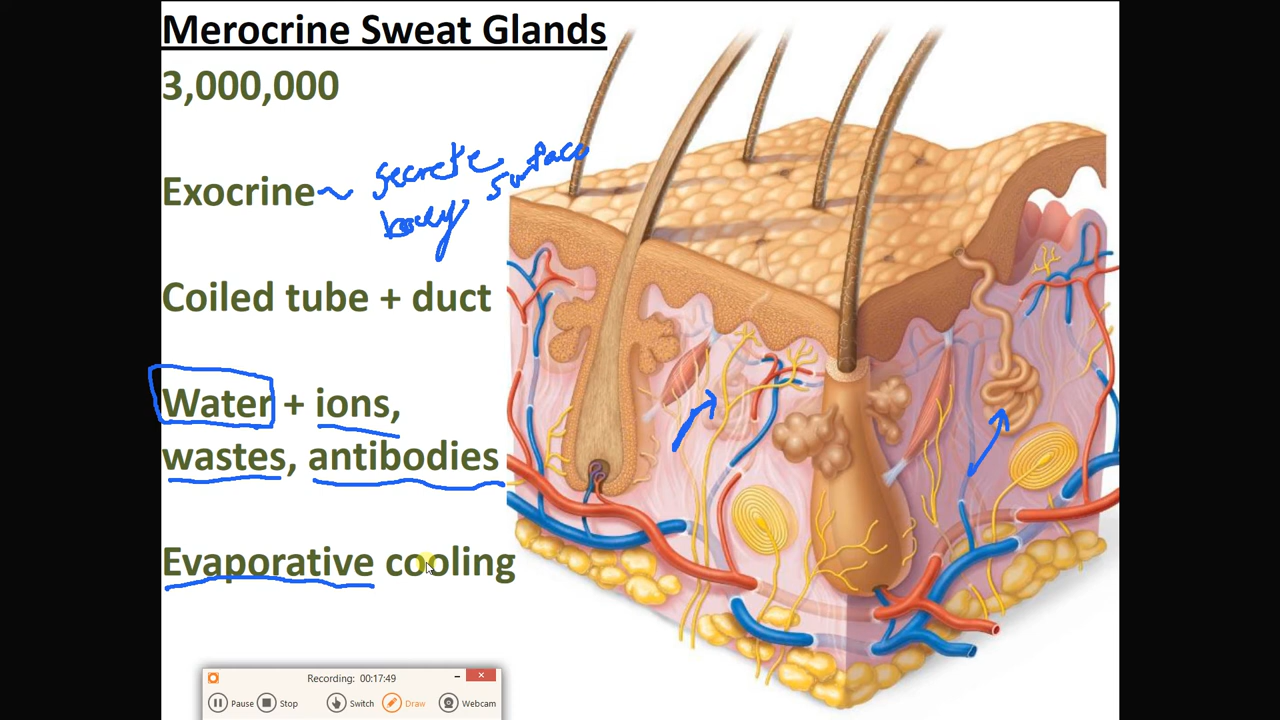 Merocrine Sweat Glands
3,000,000
Exocrine~ secrete
body surface
Coiled tube + duct
Water + ions,
wastes, antibodies
Evaporative cooling
Recording: 00:17:49
Pause Stop Switch Draw Webcam